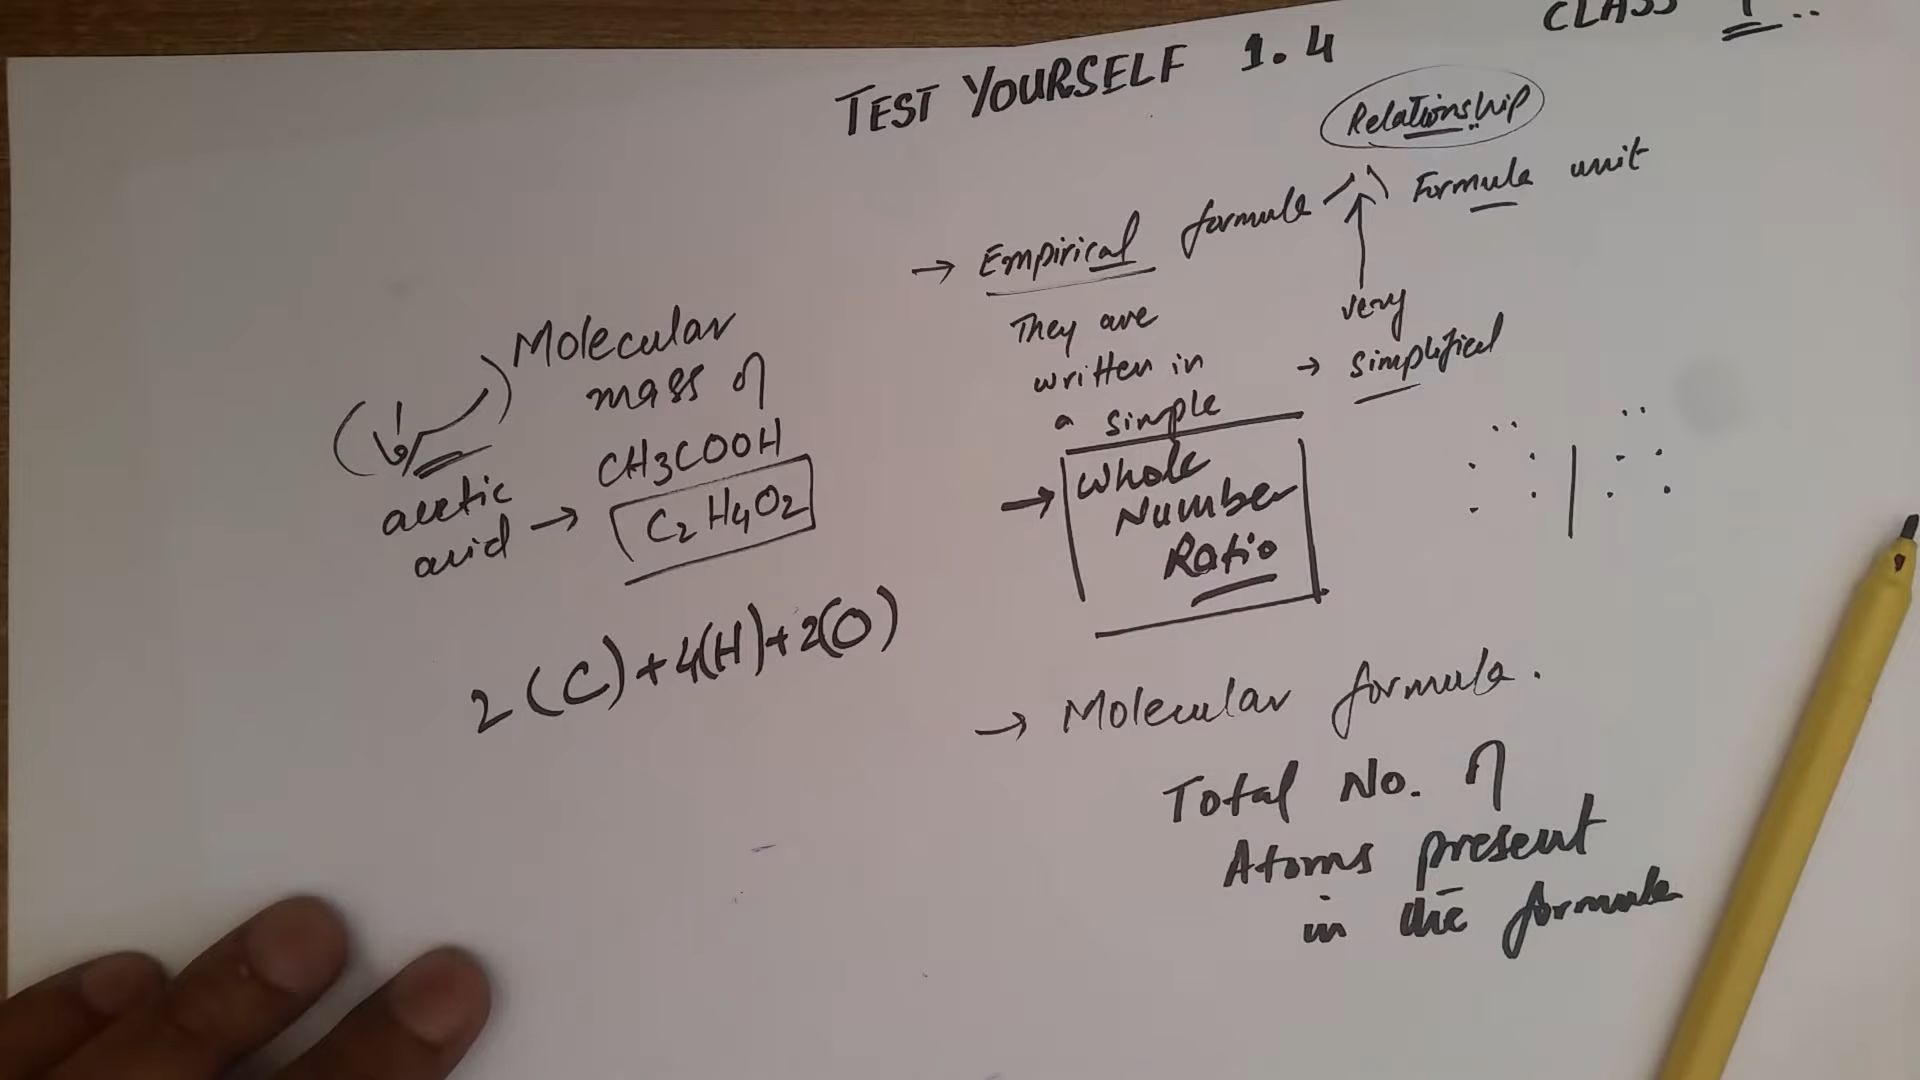 CLASS
TEST YOURSELF 1.4
Relationship
→ Empirical formula
Formula unit
They are
written in
a simple
very
→ simplified
→ Whole
Number
Ratio
Molecular
mass of
CH3COOH
acetic
acid → C2H4O2
2(C)+4(H)+2(O)
→ Molecular formula.
Total No. of
Atoms present
in the formula